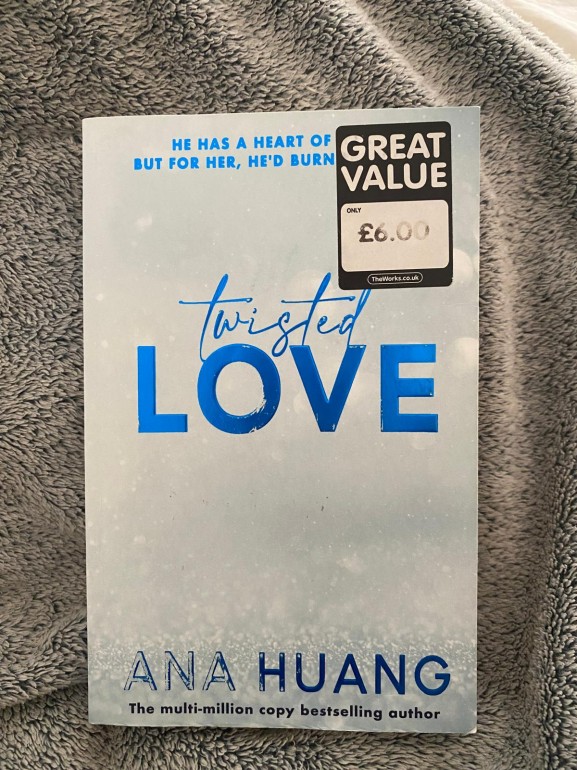 HE HAS A HEART OF
BUT FOR HER, HE'D BURN
GREAT
VALUE
ONLY
£6.00
TheWorks.co.uk
twisted
LOVE
ANA HUANG
The multi-million copy bestselling author